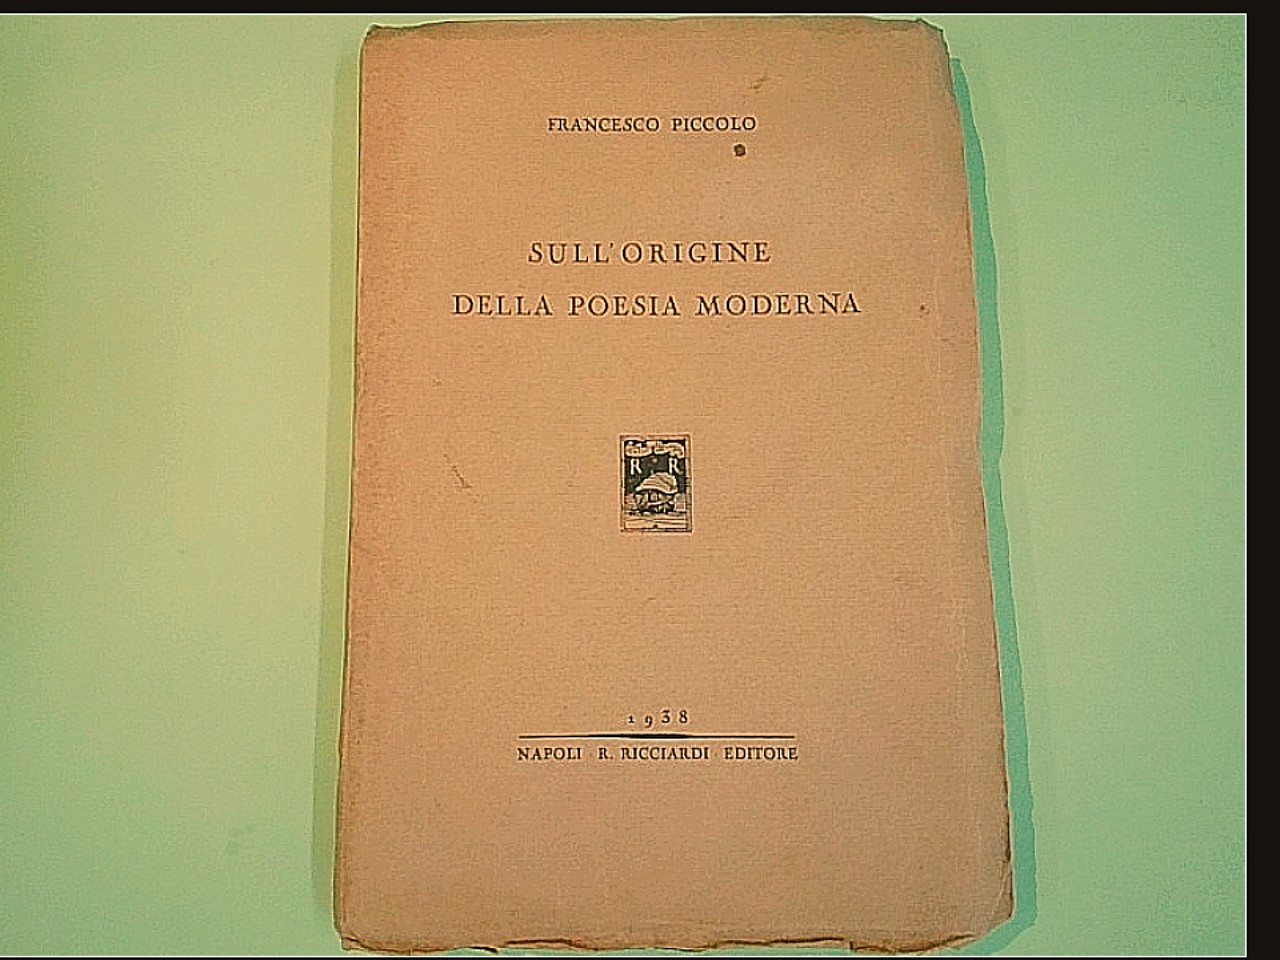 FRANCESCO PICCOLO
SULL'ORIGINE
DELLA POESIA MODERNA
R R
1938
NAPOLI · R. RICCIARDI · EDITORE